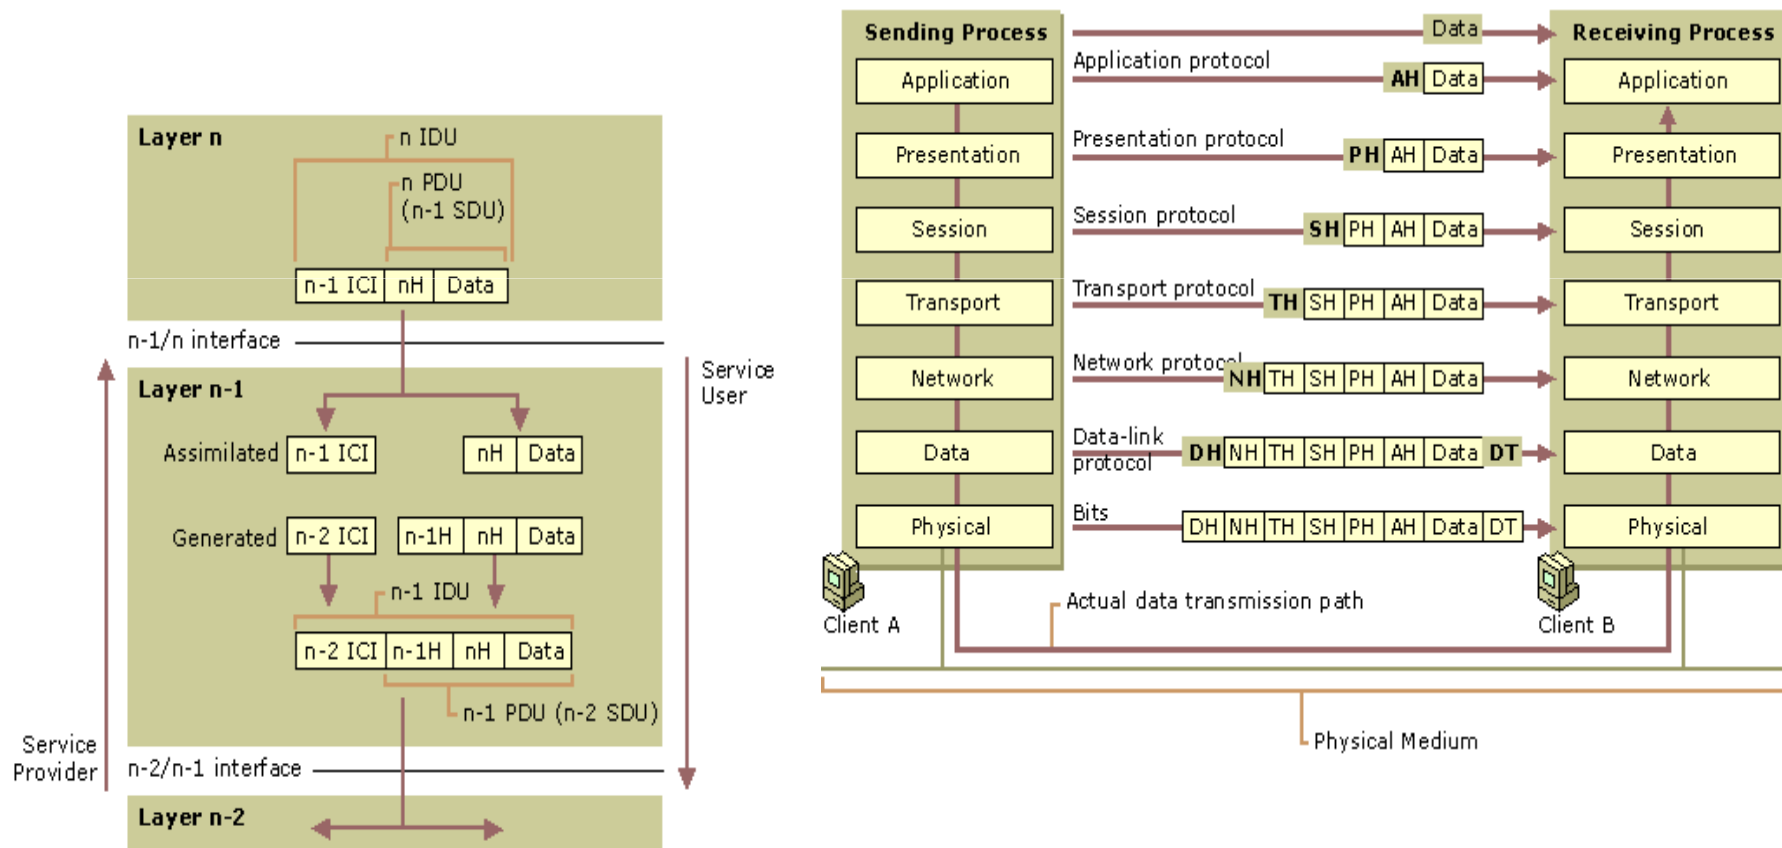 Layer n
n IDU
n PDU
(n-1 SDU)
n-1 ICI nH Data
n-1/n interface
Service
User
Layer n-1
Assimilated n-1 ICI nH Data
Generated n-2 ICI n-1H nH Data
n-1 IDU
n-2 ICI n-1H nH Data
n-1 PDU (n-2 SDU)
Service
Provider
n-2/n-1 interface
Layer n-2
Sending Process Data Receiving Process
Application protocol
Application AH Data Application
Presentation protocol
Presentation PH AH Data Presentation
Session protocol
Session SH PH AH Data Session
Transport protocol
Transport TH SH PH AH Data Transport
Network protocol
Network NH TH SH PH AH Data Network
Data-link
protocol
Data DH NH TH SH PH AH Data DT Data
Bits
Physical DH NH TH SH PH AH Data DT Physical
Actual data transmission path
Client A Client B
Physical Medium